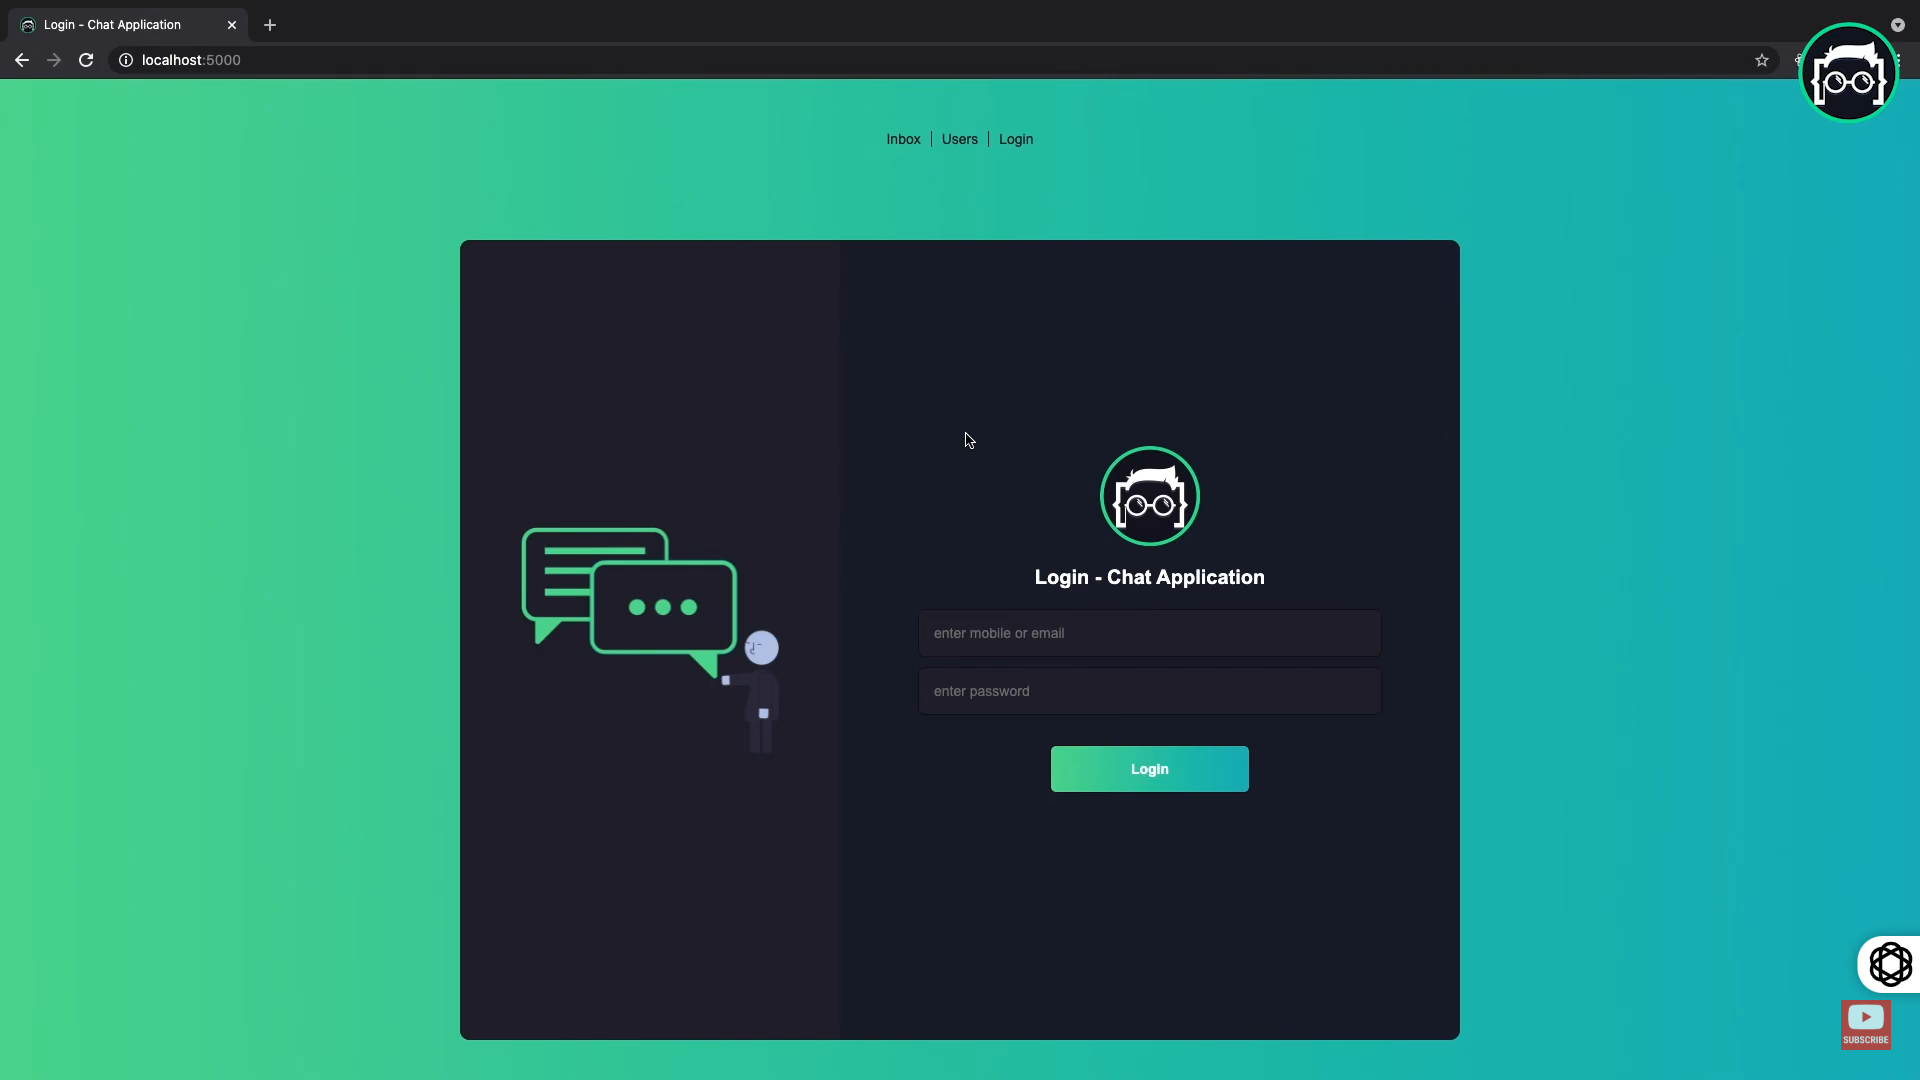 Login - Chat Application
localhost:5000
Inbox | Users | Login
Login - Chat Application
enter mobile or email
enter password
Login
SUBSCRIBE